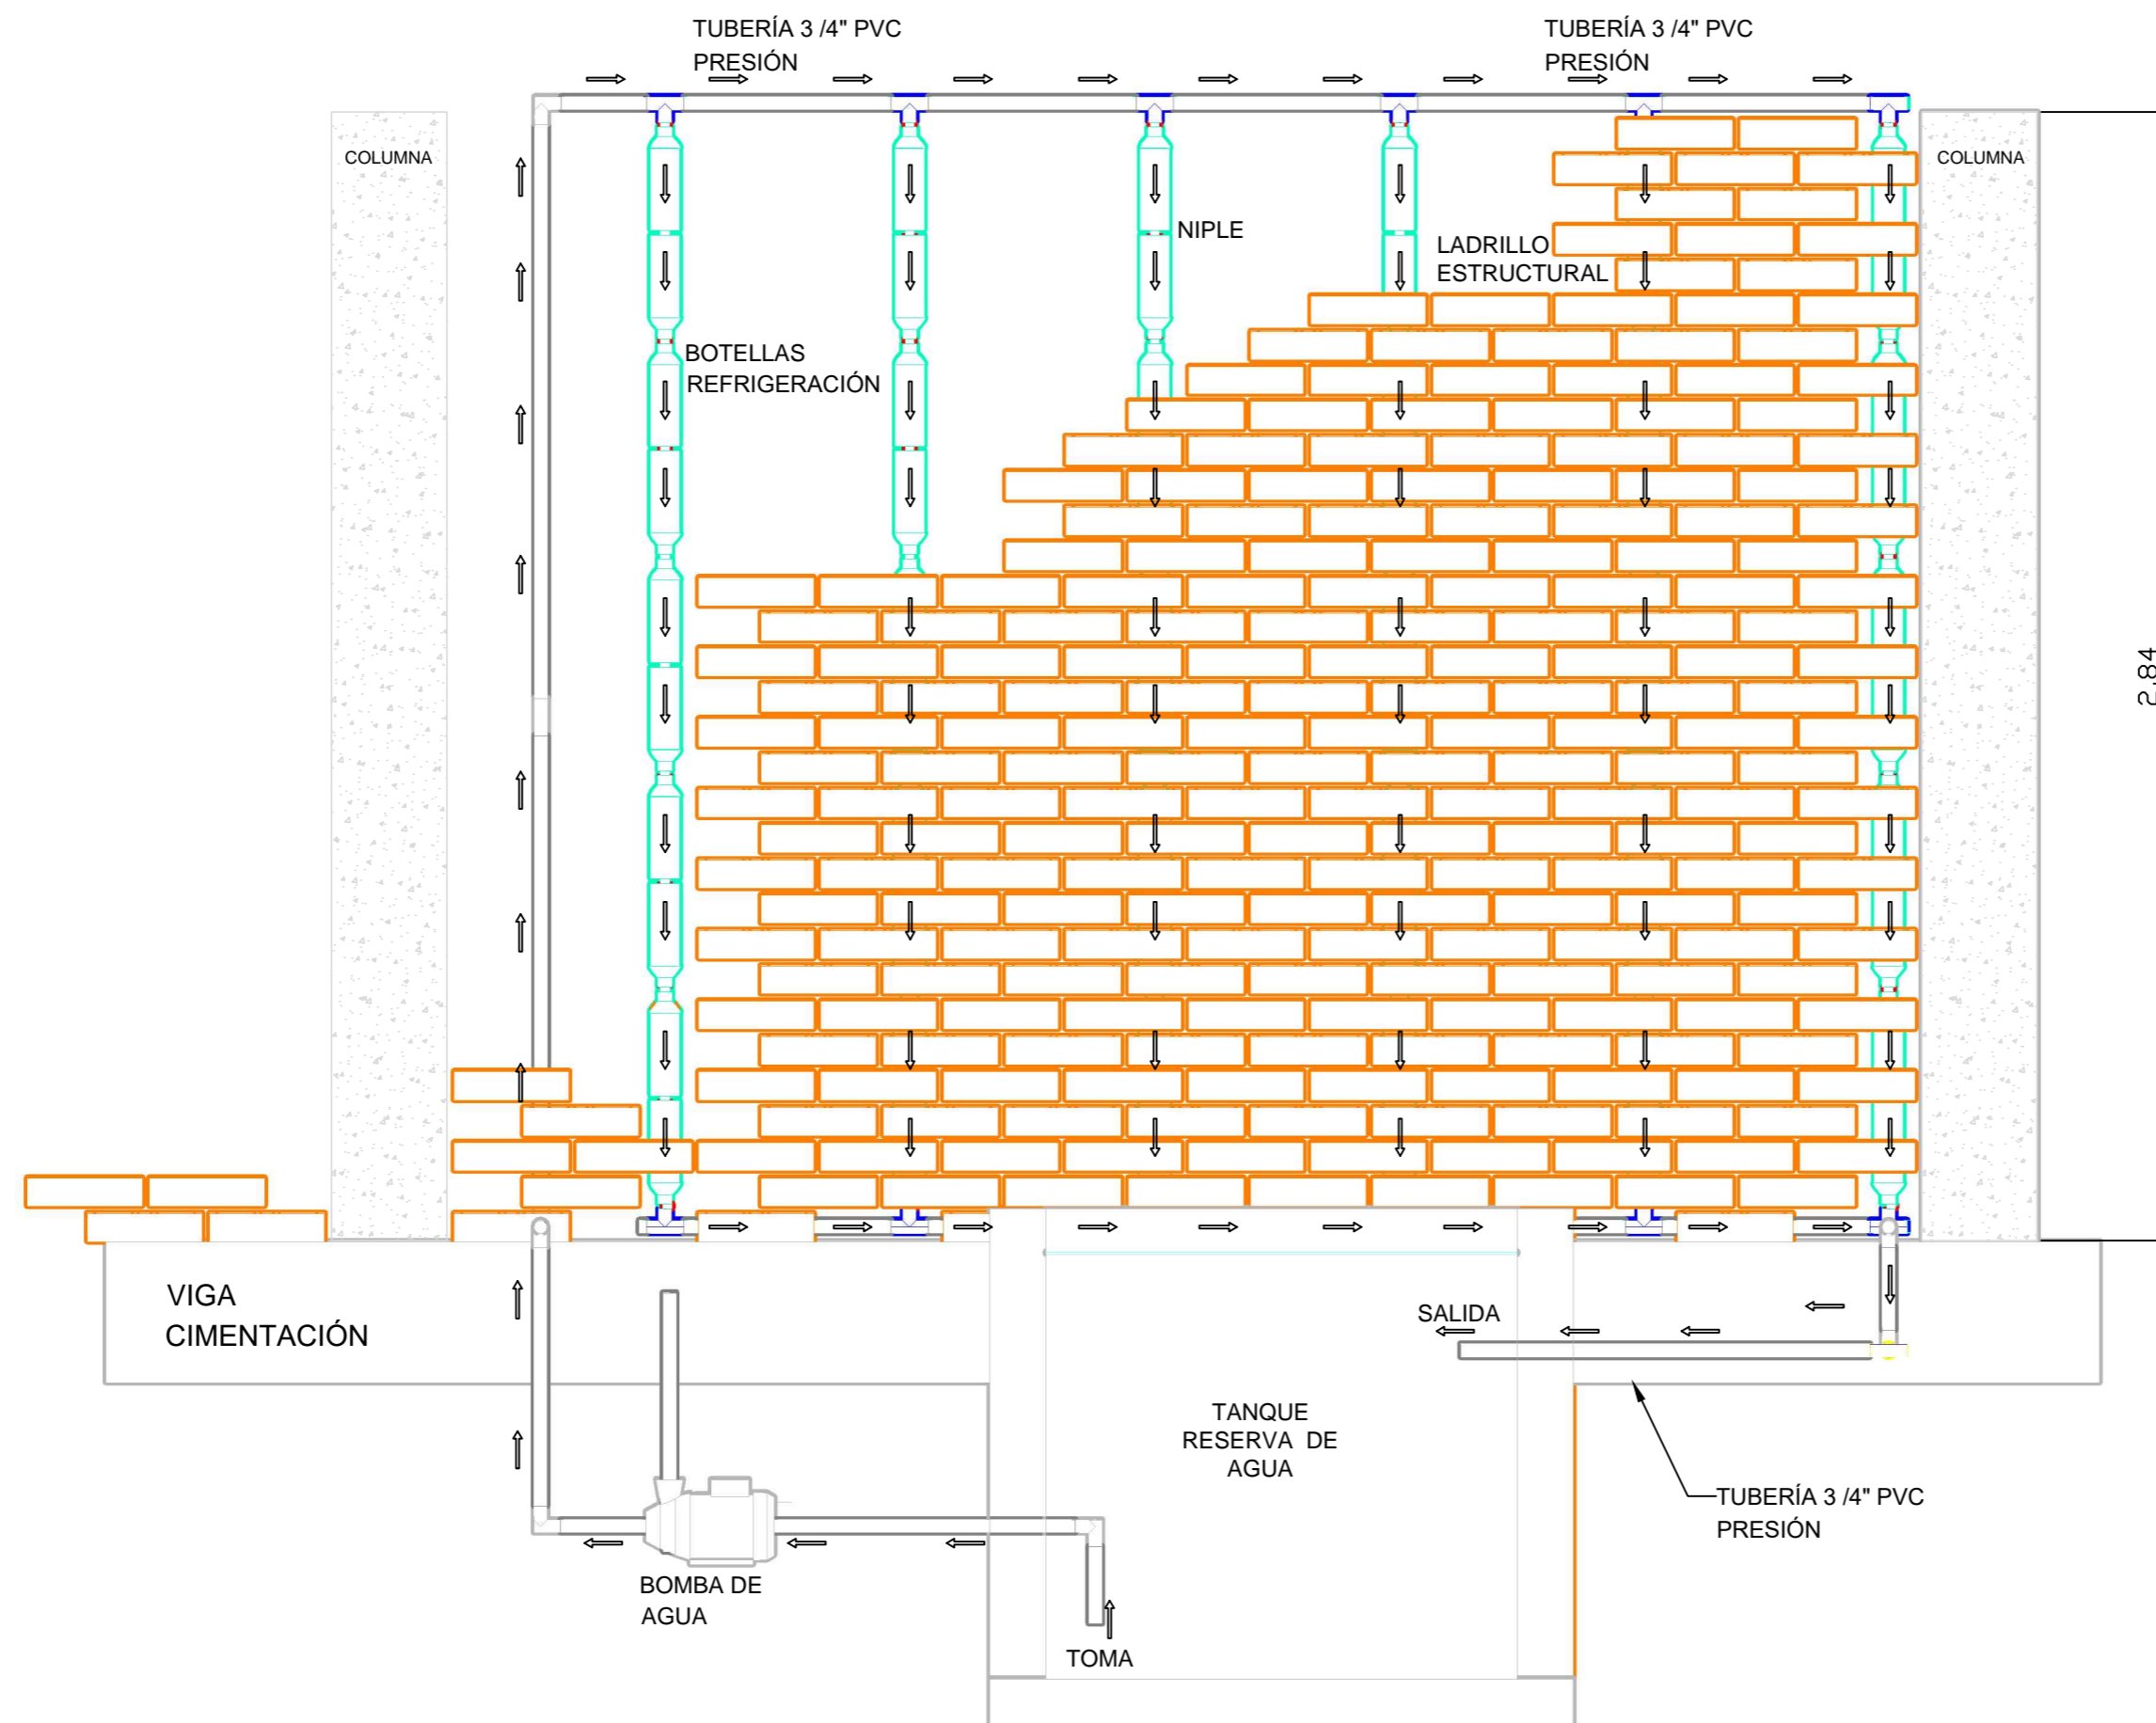 TUBERÍA 3 /4" PVC
PRESIÓN
TUBERÍA 3 /4" PVC
PRESIÓN
COLUMNA
COLUMNA
NIPLE
LADRILLO
ESTRUCTURAL
BOTELLAS
REFRIGERACIÓN
2.84
VIGA
CIMENTACIÓN
SALIDA
TANQUE
RESERVA DE
AGUA
TUBERÍA 3 /4" PVC
PRESIÓN
BOMBA DE
AGUA
TOMA